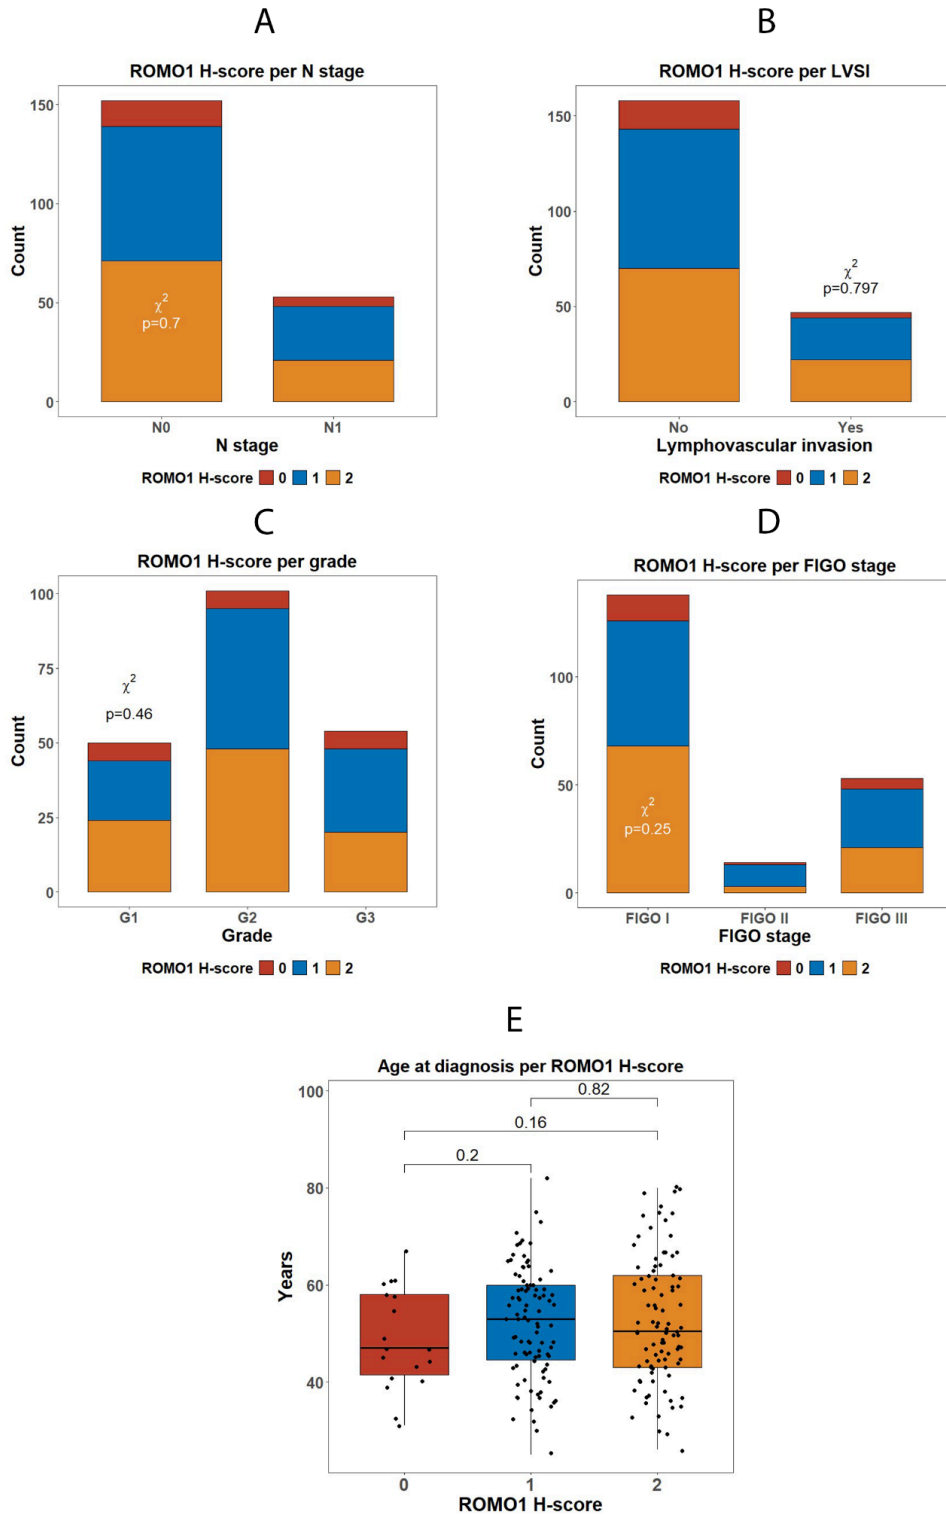 A
ROMO1 H-score per N stage
150
100
50
0
Count
χ2
p=0.7
N0
N1
N stage
ROMO1 H-score 0 1 2
B
ROMO1 H-score per LVSI
150
100
50
0
Count
χ2
p=0.797
No
Yes
Lymphovascular invasion
ROMO1 H-score 0 1 2
C
ROMO1 H-score per grade
100
75
50
25
0
Count
χ2
p=0.46
G1
G2
G3
Grade
ROMO1 H-score 0 1 2
D
ROMO1 H-score per FIGO stage
100
50
0
Count
χ2
p=0.25
FIGO I
FIGO II
FIGO III
FIGO stage
ROMO1 H-score 0 1 2
E
Age at diagnosis per ROMO1 H-score
100
80
60
40
Years
0.82
0.16
0.2
0
1
2
ROMO1 H-score